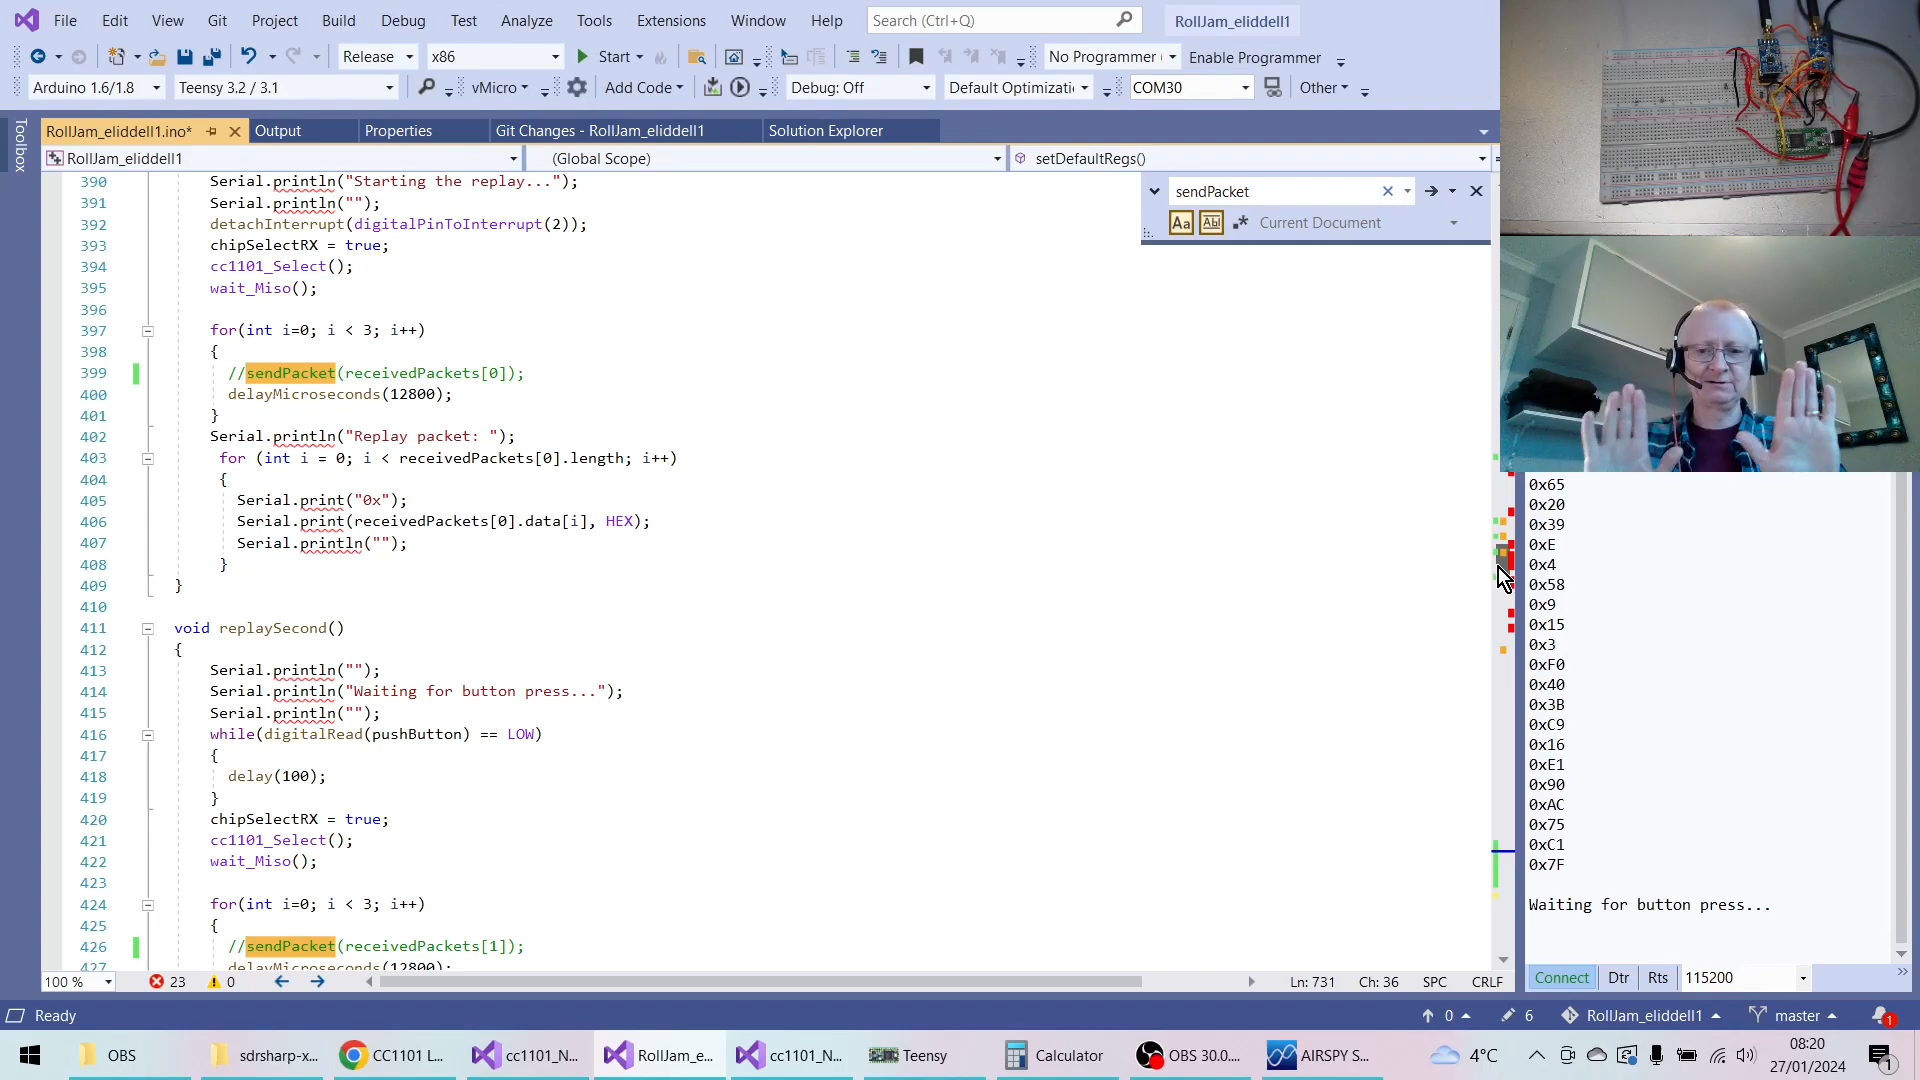 File Edit View Git Project Build Debug Test Analyze Tools Extensions Window Help Search (Ctrl+Q) RollJam_eliddell1
Release x86 Start No Programmer Enable Programmer
Arduino 1.6/1.8 Teensy 3.2 / 3.1 vMicro Add Code Debug: Off Default Optimizati COM30 Other
Toolbox
RollJam_eliddell1.ino* Output Properties Git Changes - RollJam_eliddell1 Solution Explorer
RollJam_eliddell1 (Global Scope) setDefaultRegs()
sendPacket
Aa Abl .* Current Document
390 Serial.println("Starting the replay...");
391 Serial.println("");
392 detachInterrupt(digitalPinToInterrupt(2));
393 chipSelectRX = true;
394 cc1101_Select();
395 wait_Miso();
396
397 for(int i=0; i < 3; i++)
398 {
399 //sendPacket(receivedPackets[0]);
400 delayMicroseconds(12800);
401 }
402 Serial.println("Replay packet: ");
403 for (int i = 0; i < receivedPackets[0].length; i++)
404 {
405 Serial.print("0x");
406 Serial.print(receivedPackets[0].data[i], HEX);
407 Serial.println("");
408 }
409 }
410
411 void replaySecond()
412 {
413 Serial.println("");
414 Serial.println("Waiting for button press...");
415 Serial.println("");
416 while(digitalRead(pushButton) == LOW)
417 {
418 delay(100);
419 }
420 chipSelectRX = true;
421 cc1101_Select();
422 wait_Miso();
423
424 for(int i=0; i < 3; i++)
425 {
426 //sendPacket(receivedPackets[1]);
427 delayMicroseconds(12800);
0x65
0x20
0x39
0xE
0x4
0x58
0x9
0x15
0x3
0xF0
0x40
0x3B
0xC9
0x16
0xE1
0x90
0xAC
0x75
0xC1
0x7F
Waiting for button press...
Connect Dtr Rts 115200
100 % 23 0 Ln: 731 Ch: 36 SPC CRLF
Ready 0 6 RollJam_eliddell1 master 1
OBS sdrsharp-x... CC1101 L... cc1101_N... RollJam_e... cc1101_N... Teensy Calculator OBS 30.0.... AIRSPY S... 4°C 08:20
27/01/2024
1